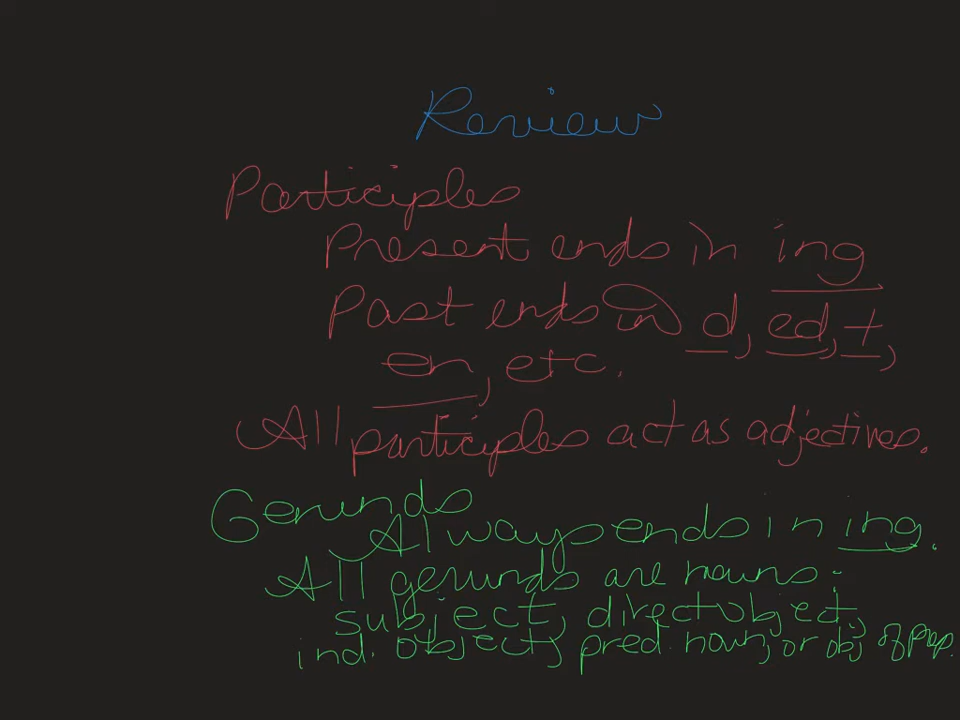 Review
Participles
Present ends in ing
Past ends in d, ed, t,
en, etc.
All participles act as adjectives.
Gerunds
Always ends in ing.
All gerunds are nouns:
subject, direct object,
ind. object, pred. noun, or obj of prep.